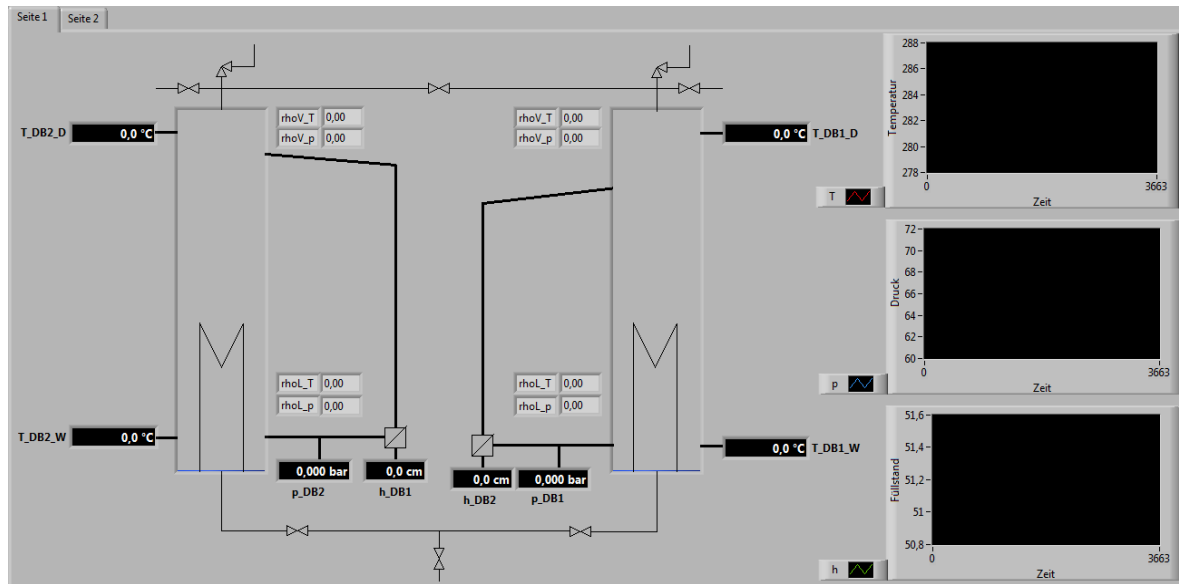 Seite 1
Seite 2
T_DB2_D
0,0 °C
rhoV_T 0,00
rhoV_p 0,00
rhoV_T 0,00
rhoV_p 0,00
0,0 °C
T_DB1_D
T_DB2_W
0,0 °C
rhoL_T 0,00
rhoL_p 0,00
rhoL_T 0,00
rhoL_p 0,00
0,0 °C
T_DB1_W
0,000 bar
p_DB2
0,0 cm
h_DB1
0,0 cm
h_DB2
0,000 bar
p_DB1
Temperatur
288
286
284
282
280
278
0
3663
Zeit
T
Druck
72
70
68
66
64
62
60
0
3663
Zeit
p
Füllstand
51,6
51,4
51,2
51
50,8
0
3663
Zeit
h